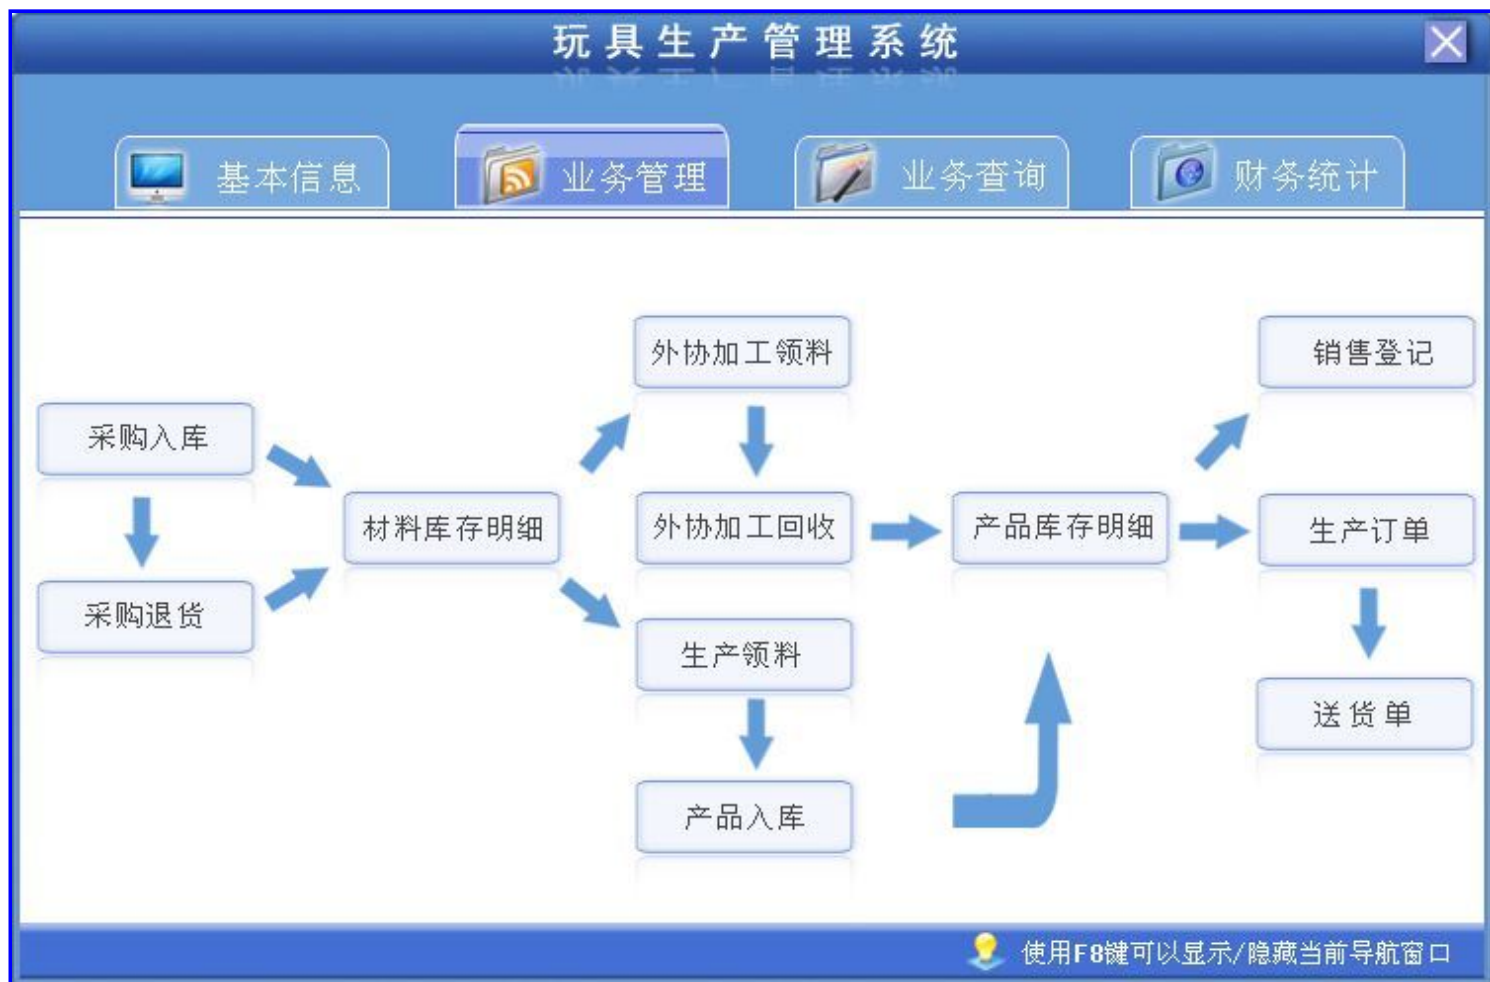 玩具生产管理系统
基本信息
业务管理
业务查询
财务统计
外协加工领料
销售登记
采购入库
材料库存明细
外协加工回收
产品库存明细
生产订单
采购退货
生产领料
送货单
产品入库
使用F8键可以显示/隐藏当前导航窗口